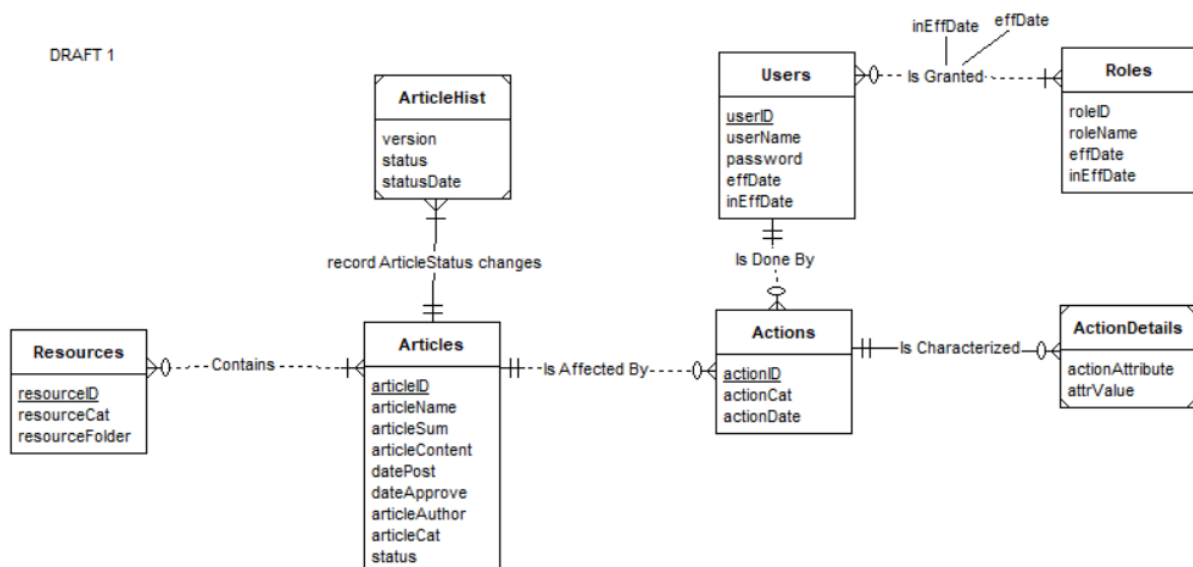 DRAFT 1
inEffDate
effDate
Users
Is Granted
Roles
userID
userName
password
effDate
inEffDate
roleID
roleName
effDate
inEffDate
ArticleHist
version
status
statusDate
record ArticleStatus changes
Is Done By
Resources
resourceID
resourceCat
resourceFolder
Contains
Articles
articleID
articleName
articleSum
articleContent
datePost
dateApprove
articleAuthor
articleCat
status
Is Affected By
Actions
actionID
actionCat
actionDate
Is Characterized
ActionDetails
actionAttribute
attrValue